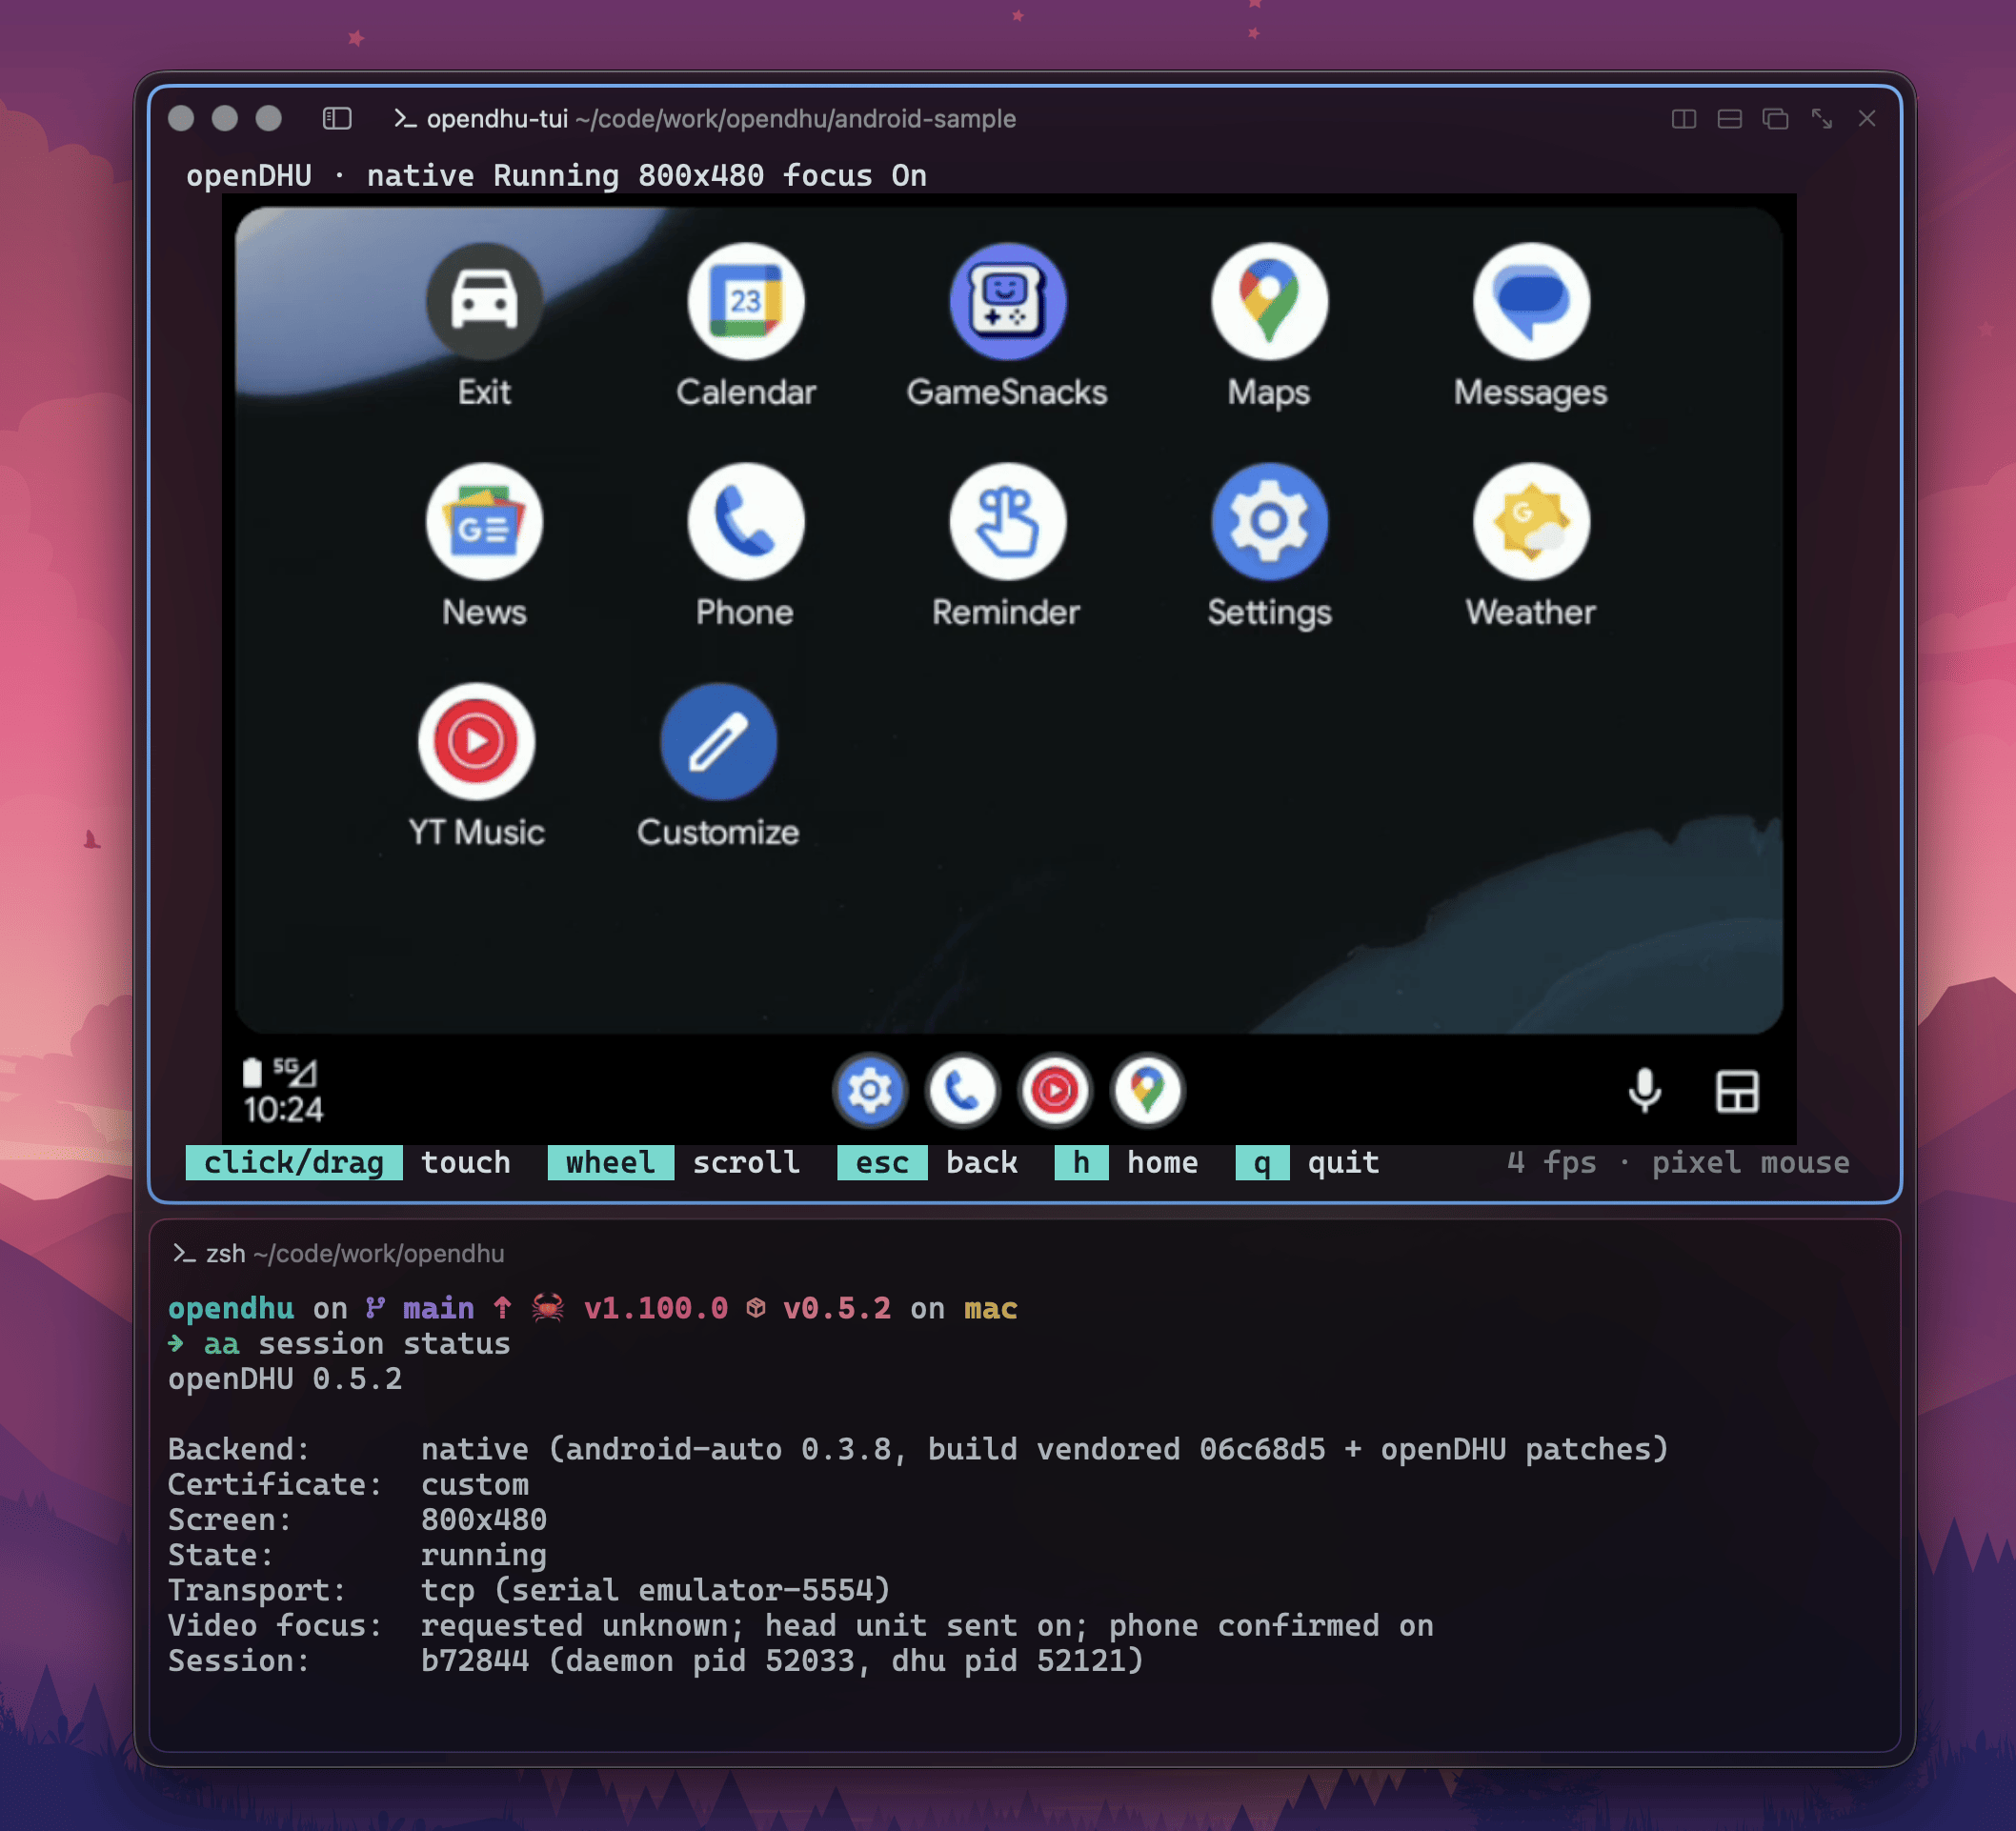 opendhu-tui ~/code/work/opendhu/android-sample
openDHU · native Running 800x480 focus On
Exit
23
Calendar
GameSnacks
Maps
Messages
G
News
Phone
Reminder
Settings
G
Weather
YT Music
Customize
5G
10:24
click/drag touch wheel scroll esc back h home q quit 4 fps · pixel mouse
zsh ~/code/work/opendhu
opendhu on main ↑ 🦀 v1.100.0 📦 v0.5.2 on mac
➜ aa session status
openDHU 0.5.2
Backend: native (android-auto 0.3.8, build vendored 06c68d5 + openDHU patches)
Certificate: custom
Screen: 800x480
State: running
Transport: tcp (serial emulator-5554)
Video focus: requested unknown; head unit sent on; phone confirmed on
Session: b72844 (daemon pid 52033, dhu pid 52121)